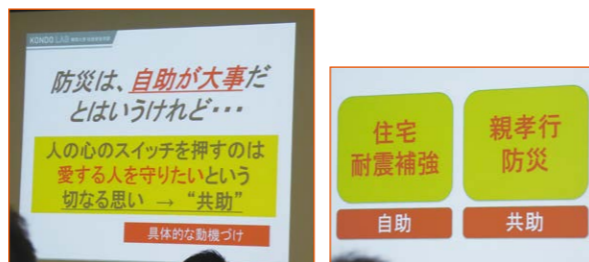 KONDO LAB
防災は、自助が大事だ
とはいうけれど・・・
人の心のスイッチを押すのは
愛する人を守りたいという
切なる思い → “共助”
具体的な動機づけ
住宅
耐震補強
親孝行
防災
自助
共助